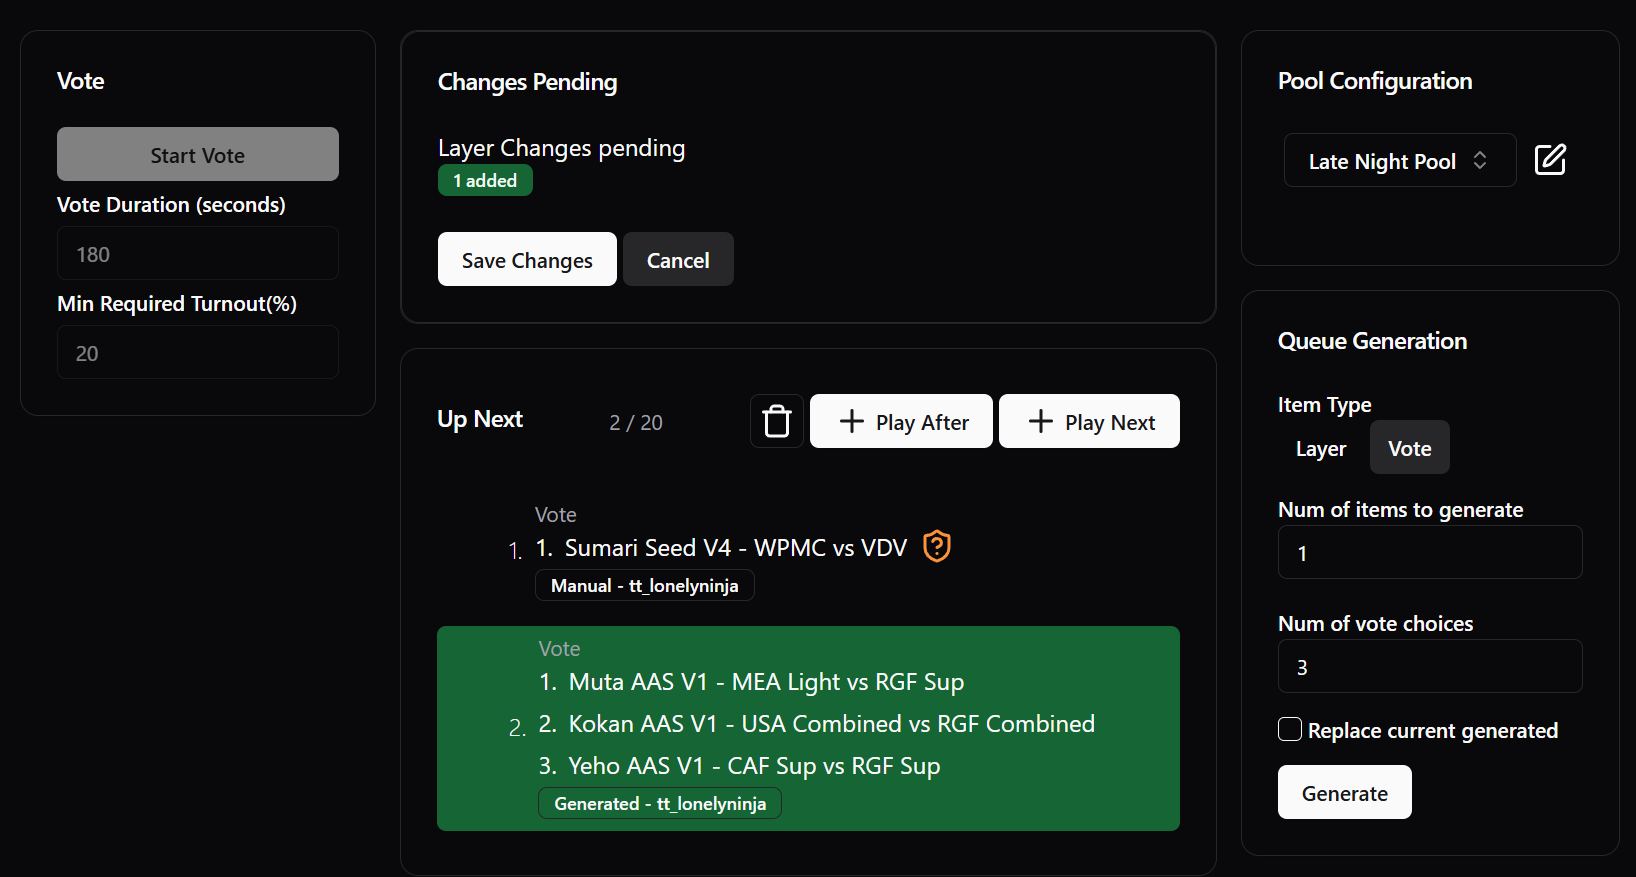 Vote
Start Vote
Vote Duration (seconds)
180
Min Required Turnout(%)
20
Changes Pending
Layer Changes pending
1 added
Save Changes
Cancel
Up Next
2 / 20
Play After
Play Next
Vote
1.
1. Sumari Seed V4 - WPMC vs VDV
Manual - tt_lonelyninja
Vote
1. Muta AAS V1 - MEA Light vs RGF Sup
2.
2. Kokan AAS V1 - USA Combined vs RGF Combined
3. Yeho AAS V1 - CAF Sup vs RGF Sup
Generated - tt_lonelyninja
Pool Configuration
Late Night Pool
Queue Generation
Item Type
Layer
Vote
Num of items to generate
1
Num of vote choices
3
Replace current generated
Generate